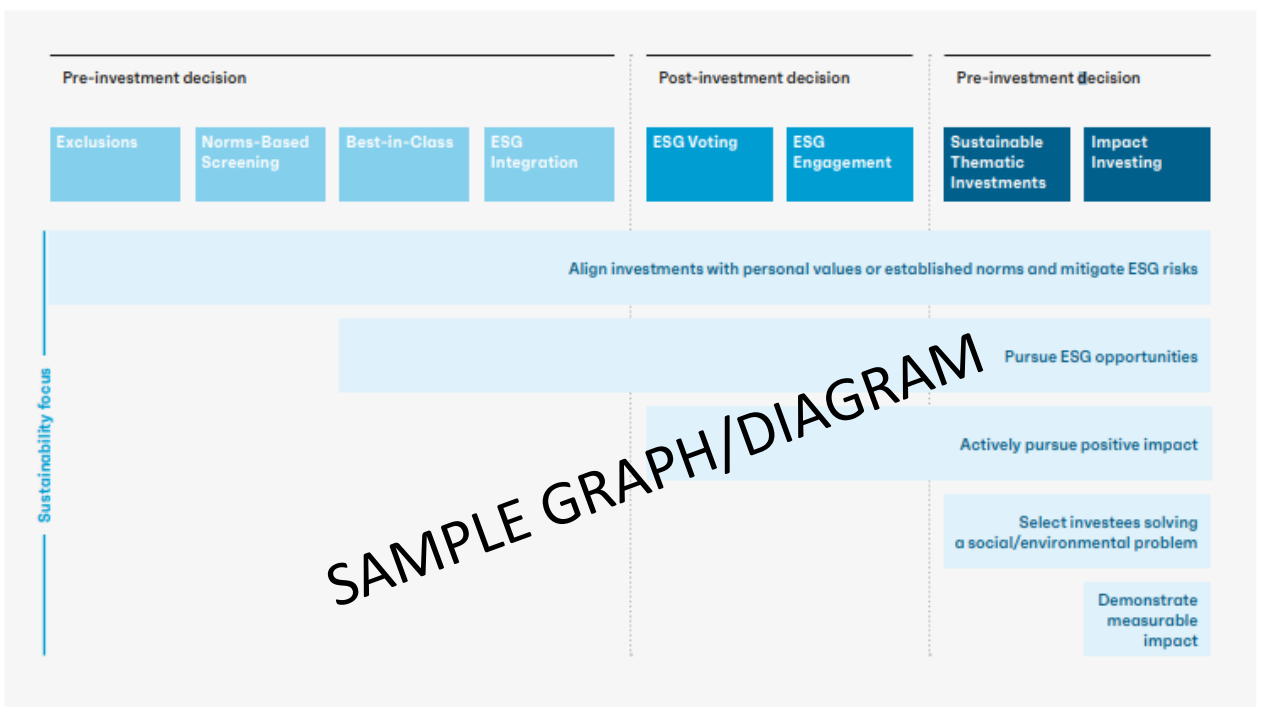 Pre-investment decision
Post-investment decision
Pre-investment decision
Exclusions
Norms-Based
Screening
Best-in-Class
ESG
Integration
ESG Voting
ESG
Engagement
Sustainable
Thematic
Investments
Impact
Investing
Align investments with personal values or established norms and mitigate ESG risks
Pursue ESG opportunities
Actively pursue positive impact
Select investees solving
a social/environmental problem
Demonstrate
measurable
impact
Sustainability focus
SAMPLE GRAPH/DIAGRAM